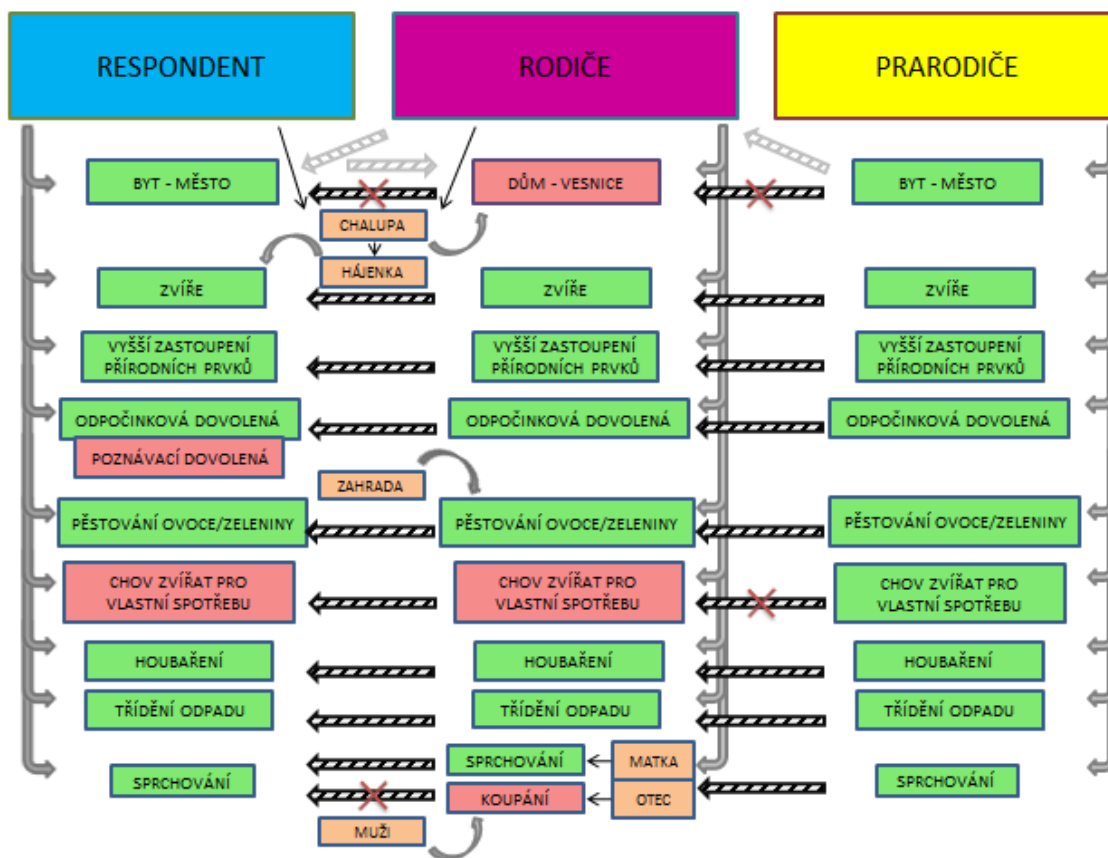 RESPONDENT
RODIČE
PRARODIČE
BYT - MĚSTO
DŮM - VESNICE
BYT - MĚSTO
CHALUPA
HÁJENKA
ZVÍŘE
ZVÍŘE
ZVÍŘE
VYŠŠÍ ZASTOUPENÍ
PŘÍRODNÍCH PRVKŮ
VYŠŠÍ ZASTOUPENÍ
PŘÍRODNÍCH PRVKŮ
VYŠŠÍ ZASTOUPENÍ
PŘÍRODNÍCH PRVKŮ
ODPOČINKOVÁ DOVOLENÁ
ODPOČINKOVÁ DOVOLENÁ
ODPOČINKOVÁ DOVOLENÁ
POZNÁVACÍ DOVOLENÁ
ZAHRADA
PĚSTOVÁNÍ OVOCE/ZELENINY
PĚSTOVÁNÍ OVOCE/ZELENINY
PĚSTOVÁNÍ OVOCE/ZELENINY
CHOV ZVÍŘAT PRO
VLASTNÍ SPOTŘEBU
CHOV ZVÍŘAT PRO
VLASTNÍ SPOTŘEBU
CHOV ZVÍŘAT PRO
VLASTNÍ SPOTŘEBU
HOUBAŘENÍ
HOUBAŘENÍ
HOUBAŘENÍ
TŘÍDĚNÍ ODPADU
TŘÍDĚNÍ ODPADU
TŘÍDĚNÍ ODPADU
SPRCHOVÁNÍ
SPRCHOVÁNÍ
MATKA
SPRCHOVÁNÍ
KOUPÁNÍ
OTEC
MUŽI